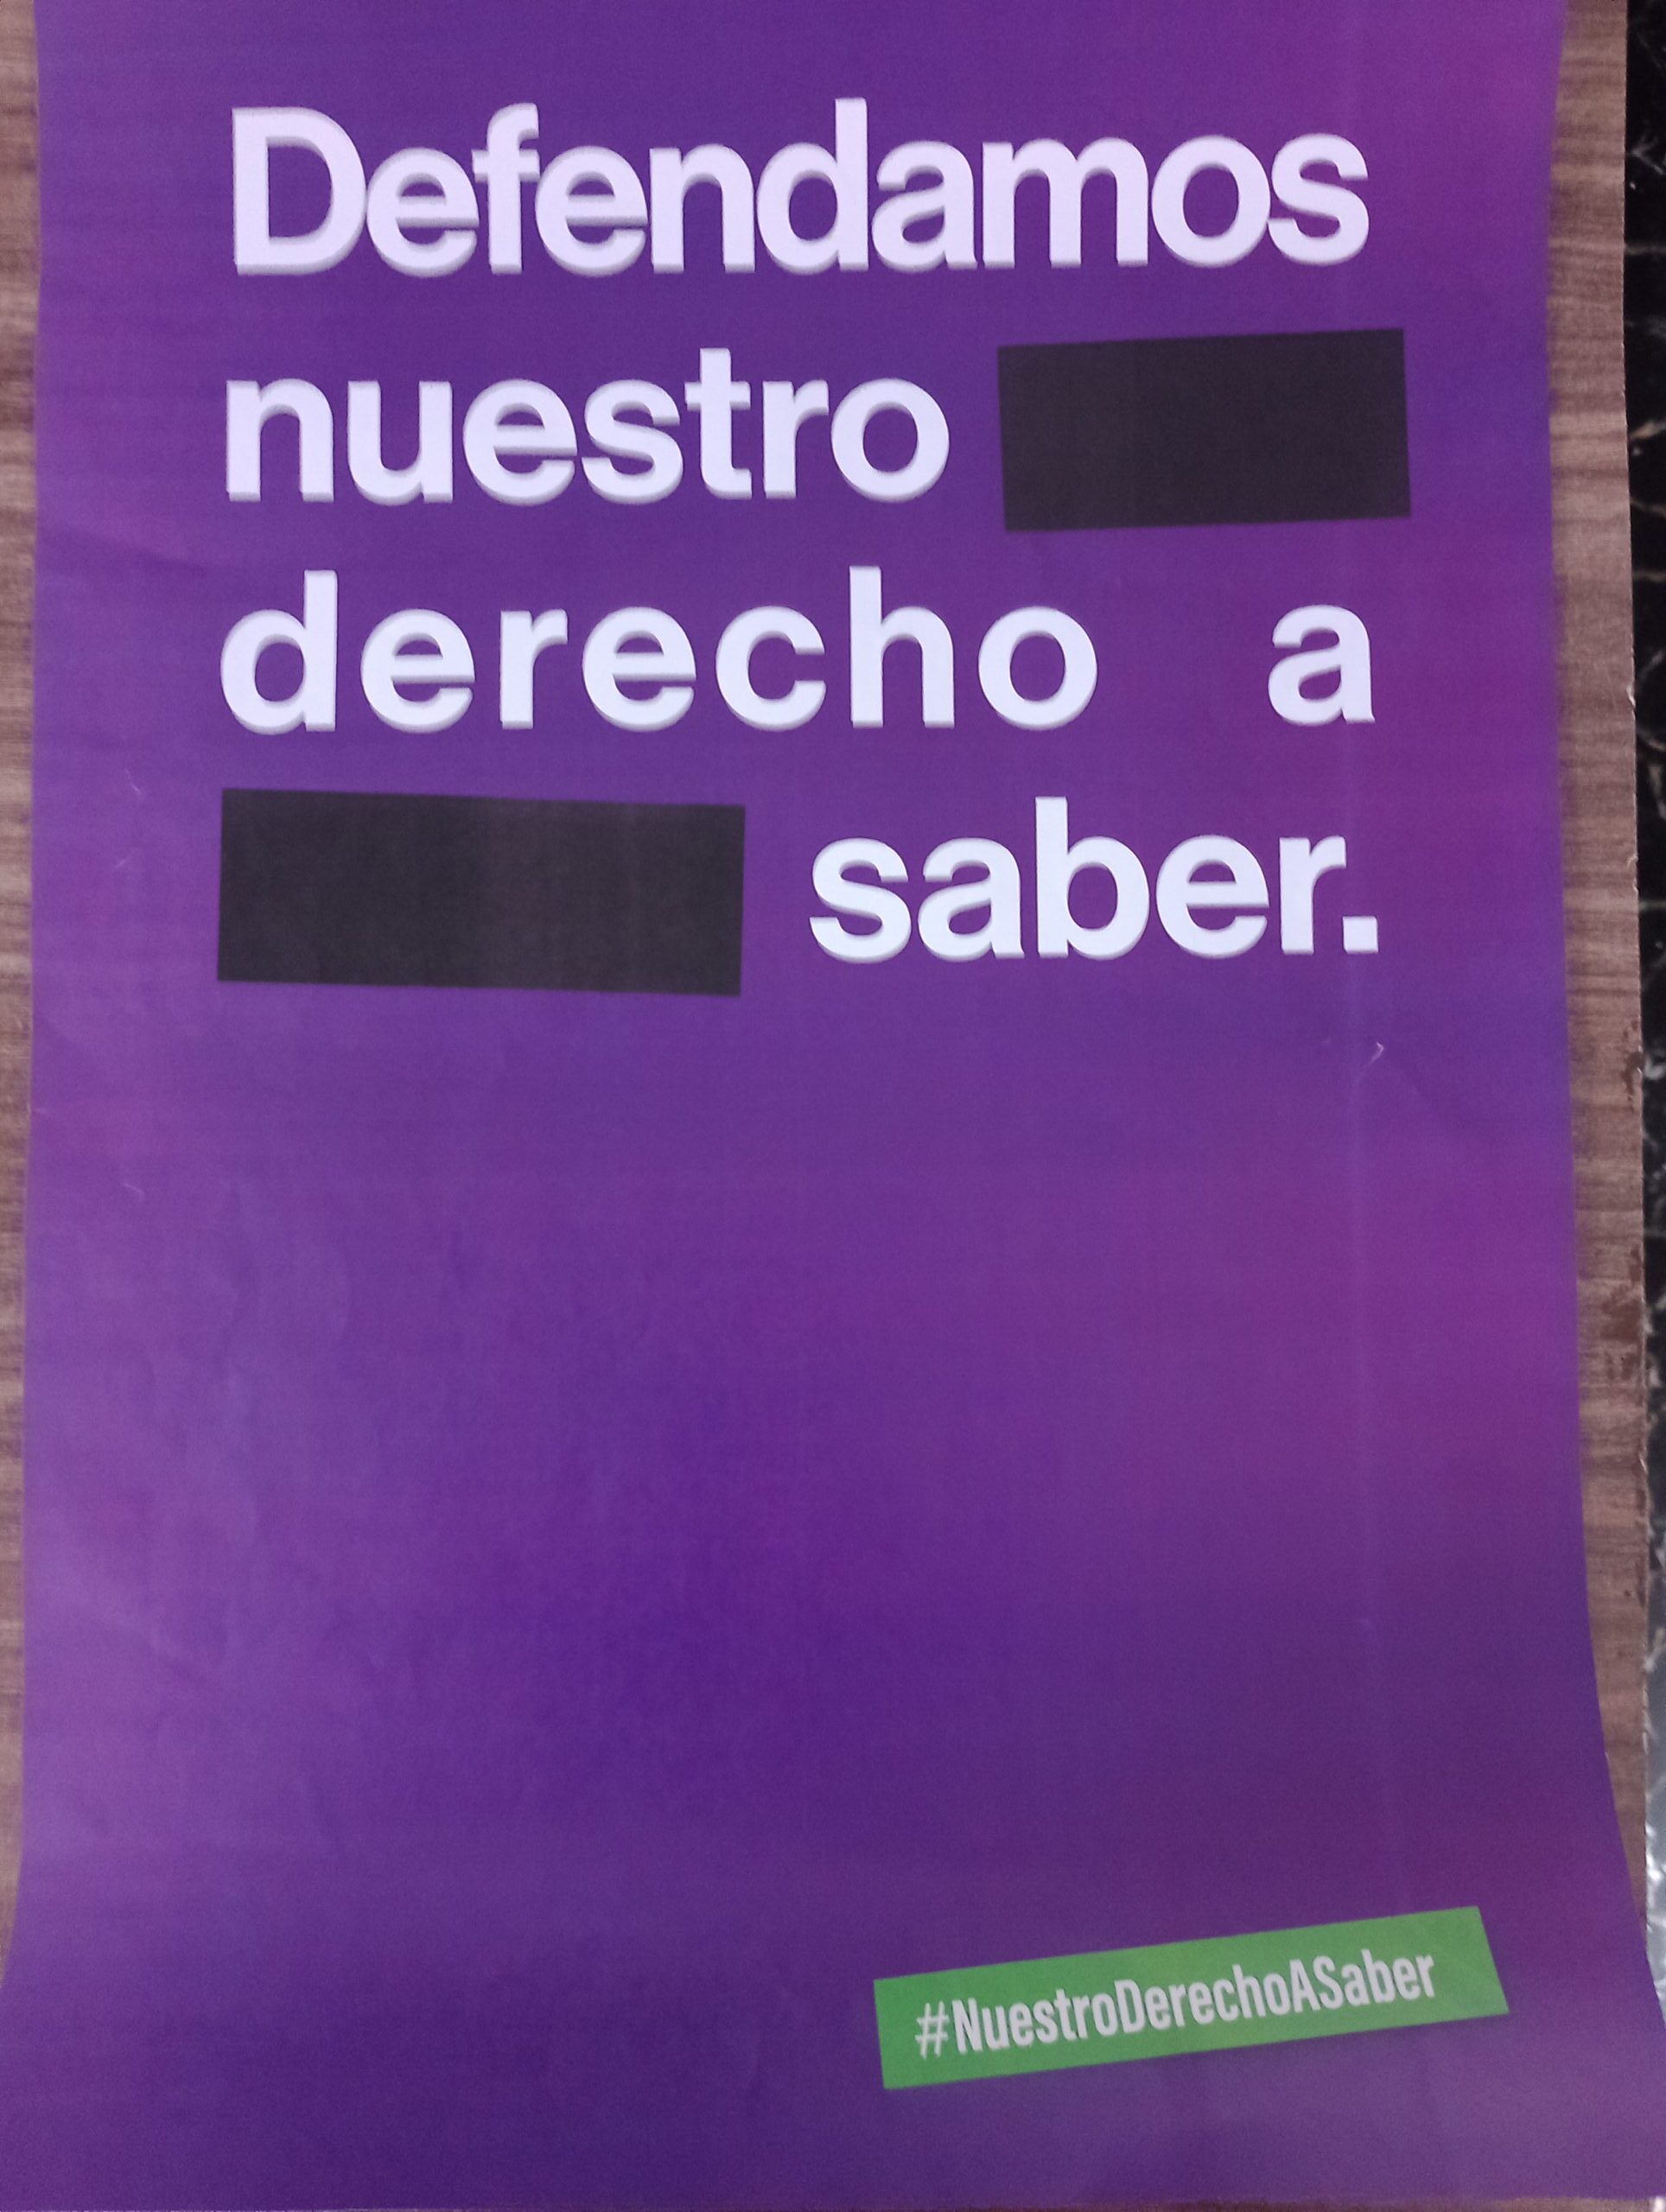 Defendamos
nuestro
derecho a
saber.
#NuestroDerechoASaber